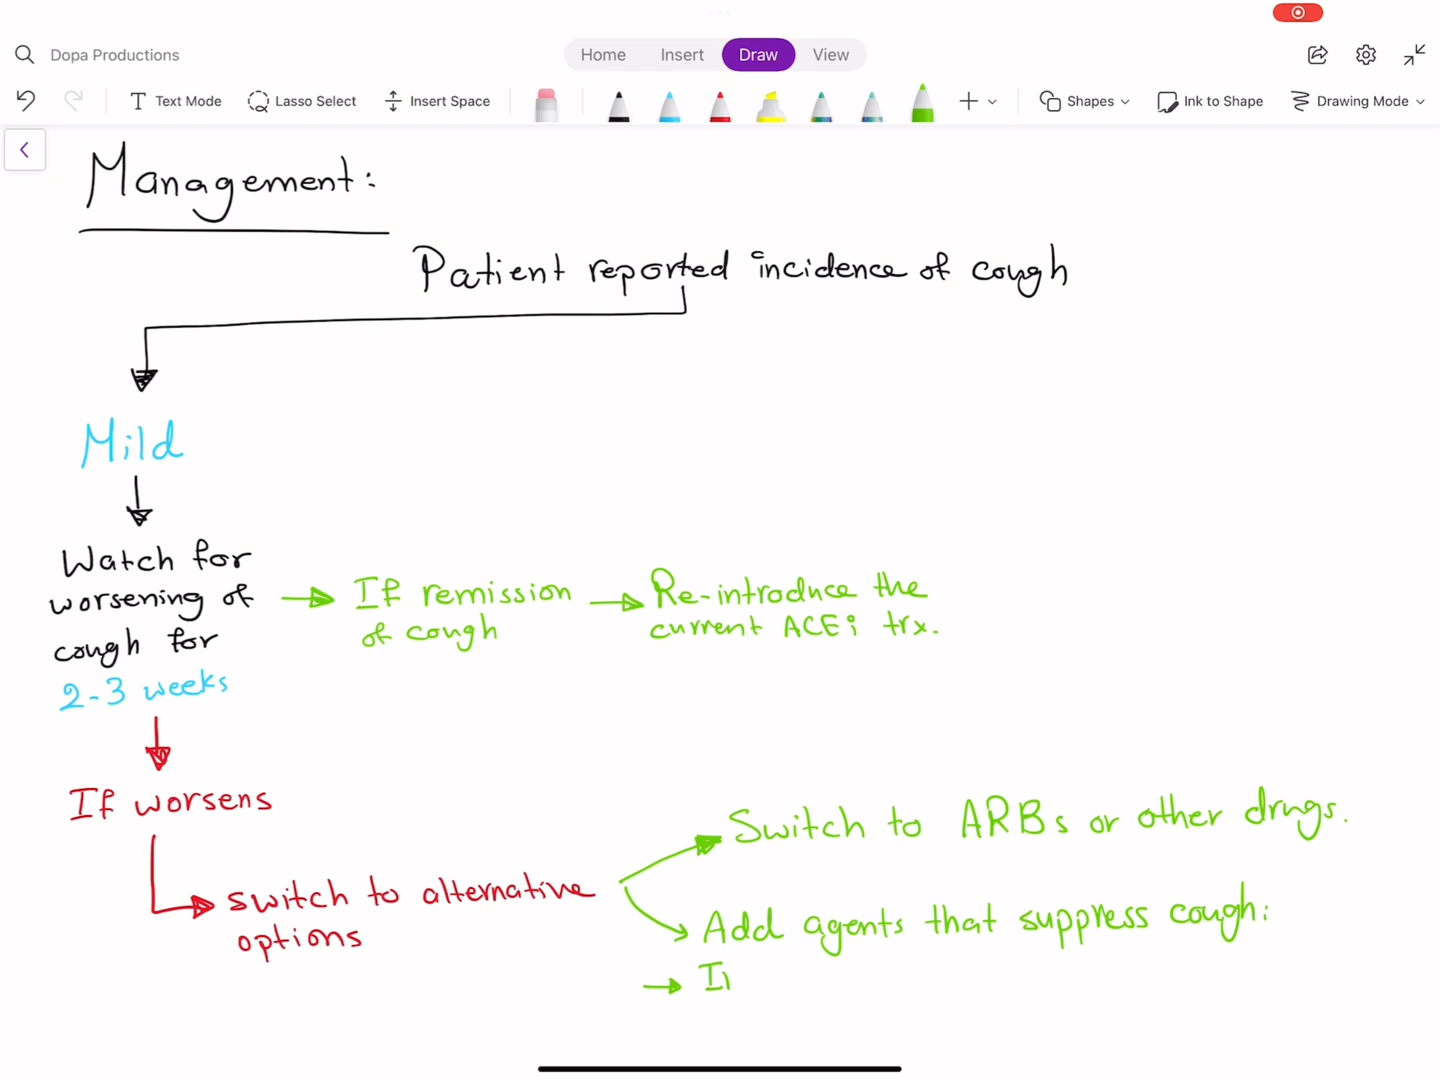 Dopa Productions
Home Insert Draw View
Text Mode Lasso Select Insert Space Shapes Ink to Shape Drawing Mode
Management:
Patient reported incidence of cough
Mild
Watch for
worsening of
cough for
2-3 weeks
If remission
of cough
Re-introduce the
current ACEi trx.
If worsens
switch to alternative
options
Switch to ARBs or other drugs.
Add agents that suppress cough: